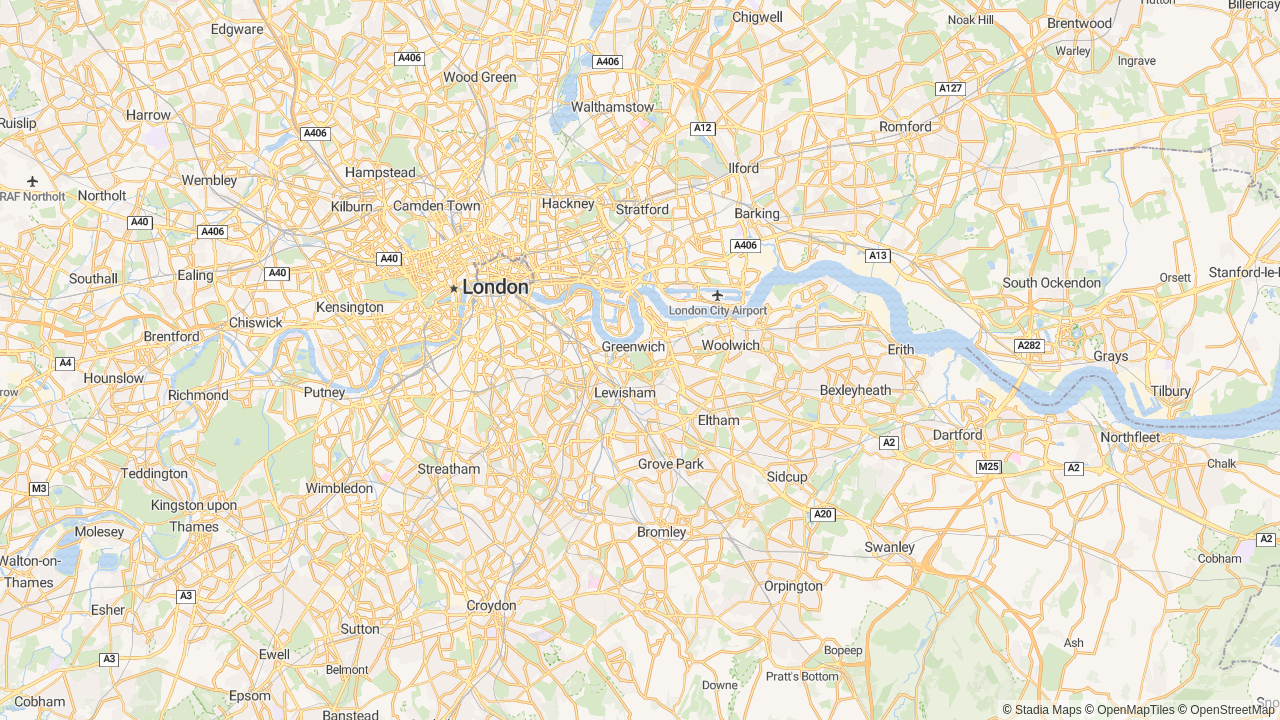 Hutton
Billericay
Chigwell
Noak Hill
Brentwood
Edgware
Warley
A406
A406
Ingrave
Wood Green
A127
Walthamstow
Harrow
Ruislip
A406
A12
Romford
Hampstead
Ilford
Wembley
RAF Northolt
Northolt
Kilburn
Camden Town
Hackney
Stratford
Barking
A40
A406
A406
A13
A40
A40
Southall
Ealing
South Ockendon
Orsett
Stanford-le-H
London
London City Airport
Kensington
Chiswick
Brentford
Greenwich
Woolwich
Erith
A282
Grays
A4
Hounslow
Richmond
Putney
Lewisham
Bexleyheath
Tilbury
row
Eltham
A2
Dartford
Northfleet
Teddington
Streatham
Grove Park
Sidcup
M25
A2
Chalk
M3
Wimbledon
Kingston upon
Thames
A20
Molesey
Bromley
A2
Swanley
Walton-on-
Thames
Cobham
Orpington
A3
Esher
Croydon
Sutton
Ash
A3
Ewell
Belmont
Bopeep
Pratt's Bottom
Downe
Epsom
Cobham
Banstead
© Stadia Maps © OpenMapTiles © OpenStreetMap